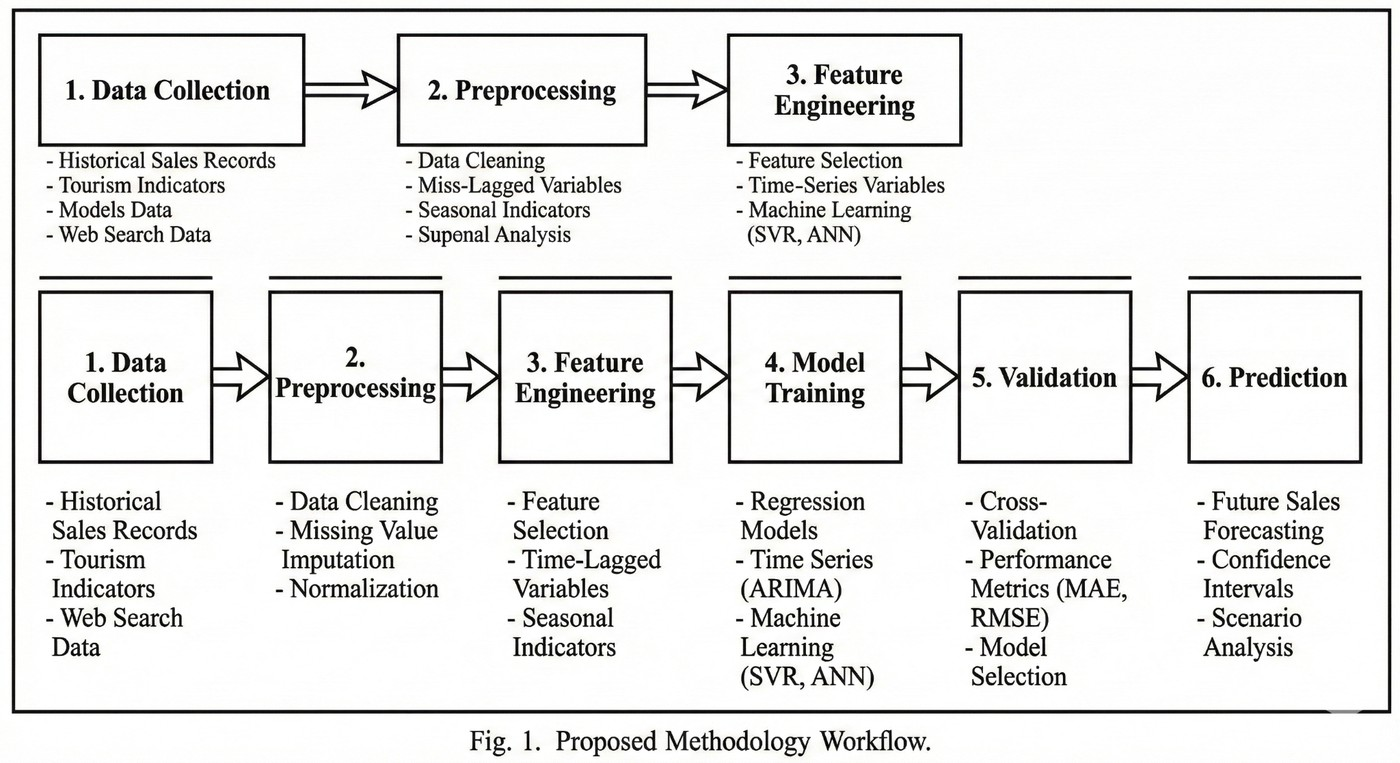 1. Data Collection
2. Preprocessing
3. Feature
Engineering
- Historical Sales Records
- Tourism Indicators
- Models Data
- Web Search Data
- Data Cleaning
- Miss-Lagged Variables
- Seasonal Indicators
- Suponal Analysis
- Feature Selection
- Time-Series Variables
- Machine Learning
(SVR, ANN)
1. Data
Collection
2.
Preprocessing
3. Feature
Engineering
4. Model
Training
5. Validation
6. Prediction
- Historical
Sales Records
- Tourism
Indicators
- Web Search
Data
- Data Cleaning
- Missing Value
Imputation
- Normalization
- Feature
Selection
- Time-Lagged
Variables
- Seasonal
Indicators
- Regression
Models
- Time Series
(ARIMA)
- Machine
Learning
(SVR, ANN)
- Cross-
Validation
- Performance
Metrics (MAE,
RMSE)
- Model
Selection
- Future Sales
Forecasting
- Confidence
Intervals
- Scenario
Analysis
Fig. 1. Proposed Methodology Workflow.